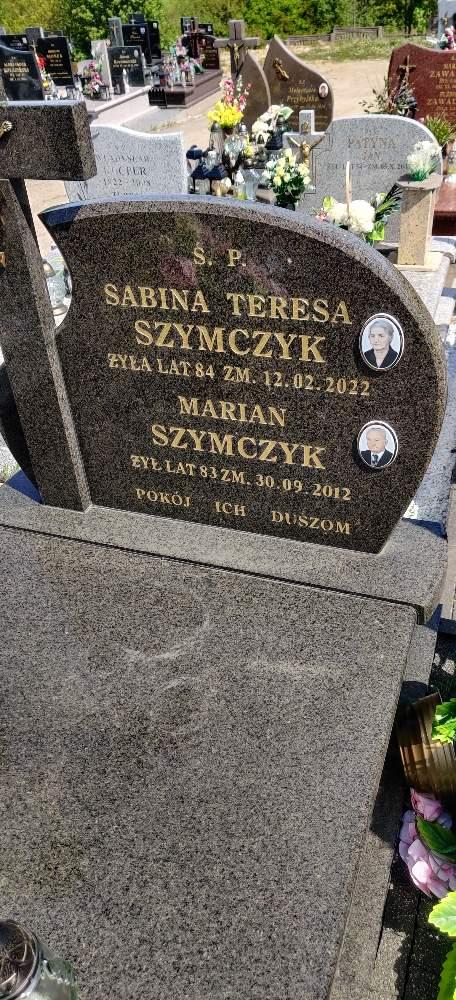 Ś. P.
SABINA TERESA
SZYMCZYK
ŻYŁA LAT 84 ZM. 12.02.2022
MARIAN
SZYMCZYK
ŻYŁ LAT 83 ZM. 30.09.2012
POKÓJ ICH DUSZOM
PATYNA